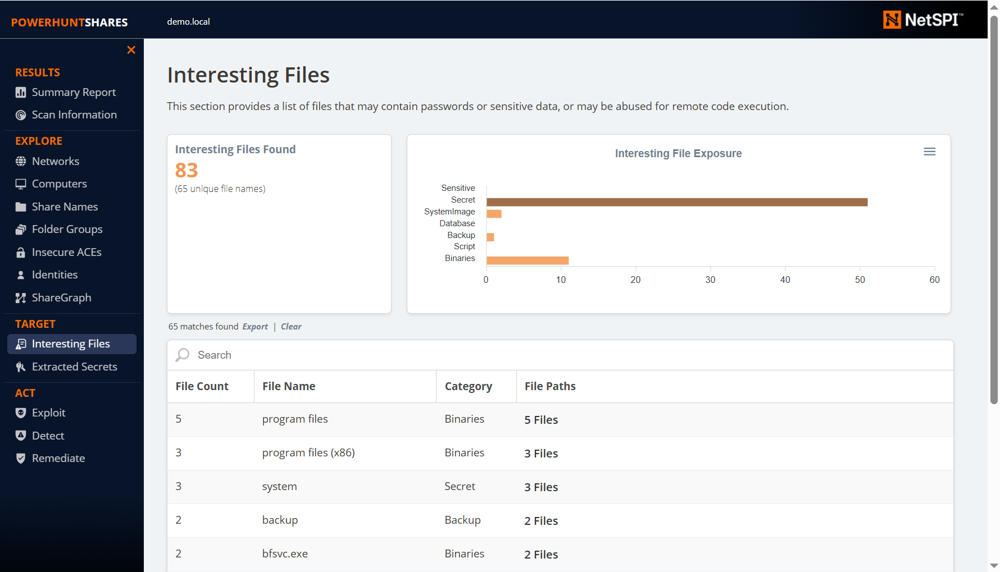 POWERHUNTSHARES
demo.local
NetSPI™
RESULTS
Summary Report
Scan Information
EXPLORE
Networks
Computers
Share Names
Folder Groups
Insecure ACEs
Identities
ShareGraph
TARGET
Interesting Files
Extracted Secrets
ACT
Exploit
Detect
Remediate
Interesting Files
This section provides a list of files that may contain passwords or sensitive data, or may be abused for remote code execution.
Interesting Files Found
83
(65 unique file names)
Interesting File Exposure
Sensitive
Secret
SystemImage
Database
Backup
Script
Binaries
0 10 20 30 40 50 60
65 matches found Export | Clear
Search
File Count File Name Category File Paths
5 program files Binaries 5 Files
3 program files (x86) Binaries 3 Files
3 system Secret 3 Files
2 backup Backup 2 Files
2 bfsvc.exe Binaries 2 Files